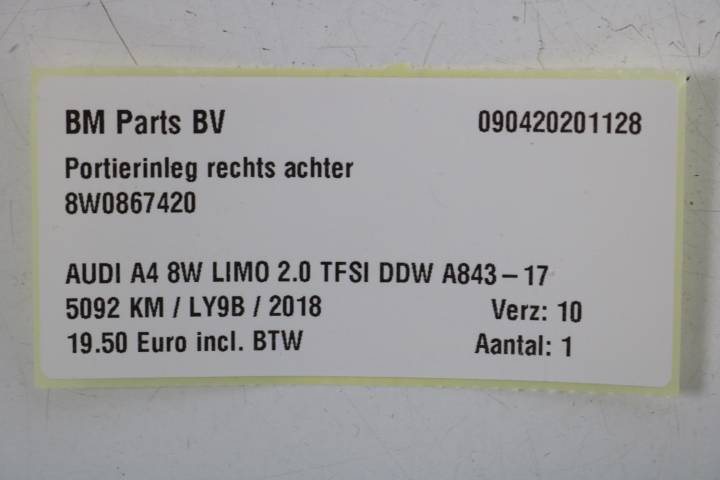 BM Parts BV 090420201128
Portierinleg rechts achter
8W0867420
AUDI A4 8W LIMO 2.0 TFSI DDW A843-17
5092 KM / LY9B / 2018 Verz: 10
19.50 Euro incl. BTW Aantal: 1